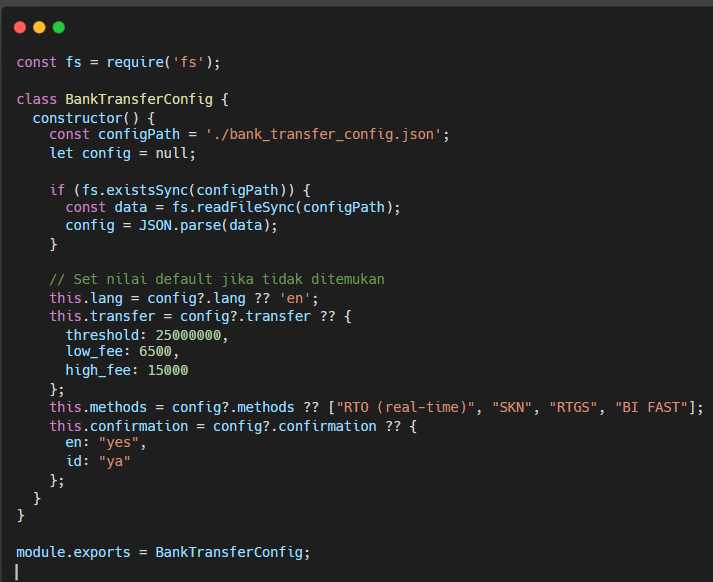 const fs = require('fs');
class BankTransferConfig {
constructor() {
const configPath = './bank_transfer_config.json';
let config = null;
if (fs.existsSync(configPath)) {
const data = fs.readFileSync(configPath);
config = JSON.parse(data);
}
// Set nilai default jika tidak ditemukan
this.lang = config?.lang ?? 'en';
this.transfer = config?.transfer ?? {
threshold: 25000000,
low_fee: 6500,
high_fee: 15000
};
this.methods = config?.methods ?? ["RTO (real-time)", "SKN", "RTGS", "BI FAST"];
this.confirmation = config?.confirmation ?? {
en: "yes",
id: "ya"
};
}
}
module.exports = BankTransferConfig;